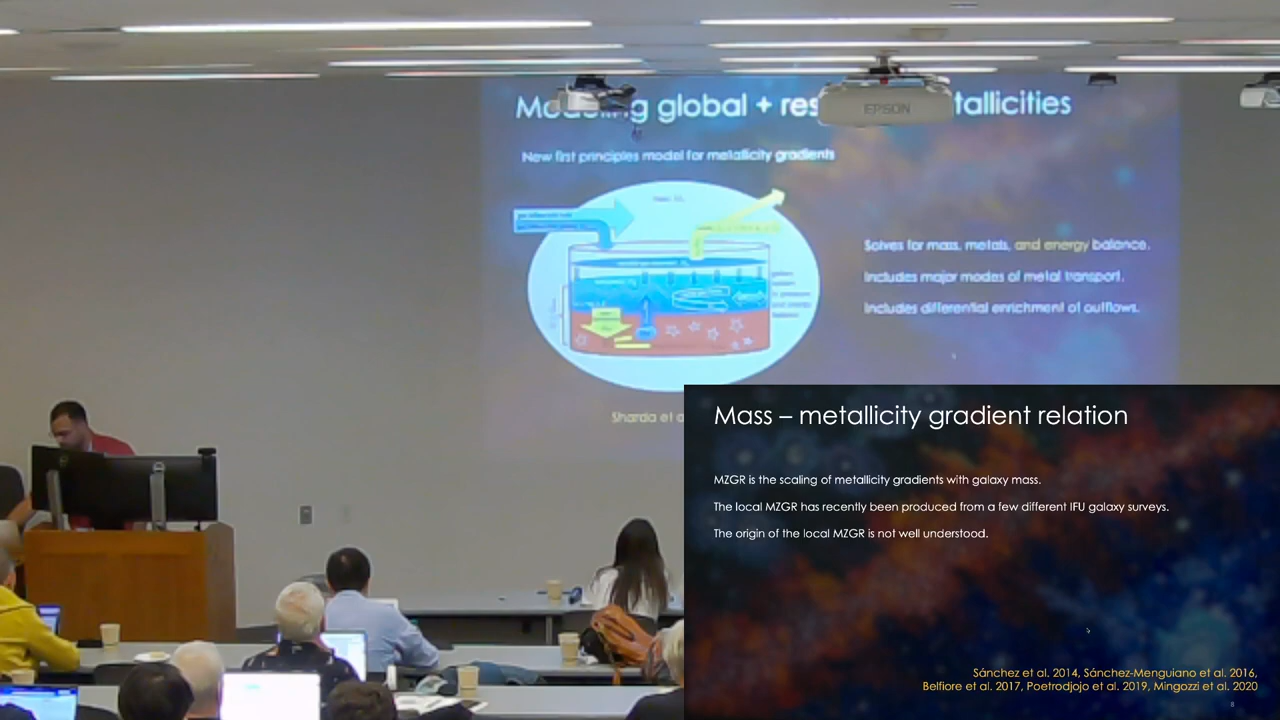 global + res
tallicities
EPSON
New first principles model for metallicity gradients
Solves for mass, metals, and energy balance.
Includes major modes of metal transport.
Includes differential enrichment of outflows.
Sharda et a
Mass – metallicity gradient relation
MZGR is the scaling of metallicity gradients with galaxy mass.
The local MZGR has recently been produced from a few different IFU galaxy surveys.
The origin of the local MZGR is not well understood.
Sánchez et al. 2014, Sánchez-Menguiano et al. 2016,
Belfiore et al. 2017, Poetrodjojo et al. 2019, Mingozzi et al. 2020
8